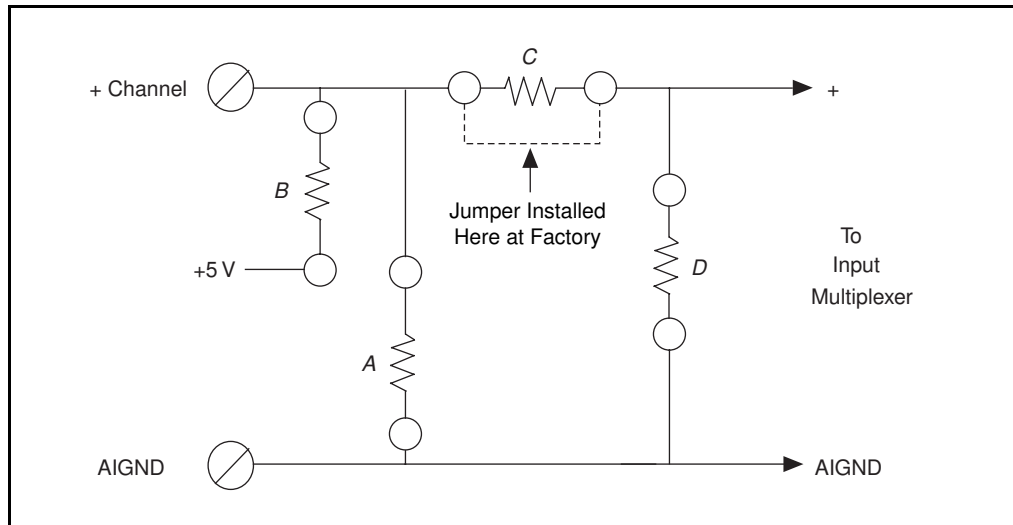 C
+ Channel
+
B
Jumper Installed
Here at Factory
+5 V
D
To
Input
Multiplexer
A
AIGND
AIGND